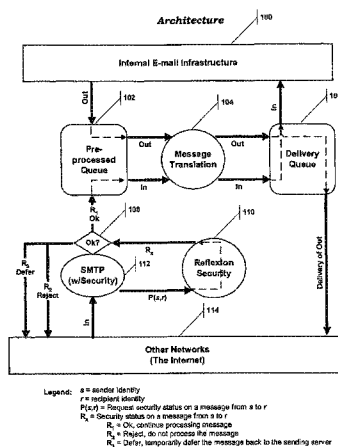 Architecture
100
Internal E-mail Infrastructure
Out
In
102
104
Pre-
processed
Queue
Out
In
Message
Translation
Out
In
Delivery
Queue
R₁
Ok
108
Ok?
Rₓ
110
Reflexion
Security
R₃
Defer
R₂
Reject
SMTP
(w/Security)
112
P(s,r)
In
Delivery of Out
114
Other Networks
(The Internet)
Legend: s = sender identity
r = recipient identity
P(s,r) = Request security status on a message from s to r
Rₓ = Security status on a message from s to r
R₁ = Ok, continue processing message
R₂ = Reject, do not process the message
R₃ = Defer, temporarily defer the message back to the sending server